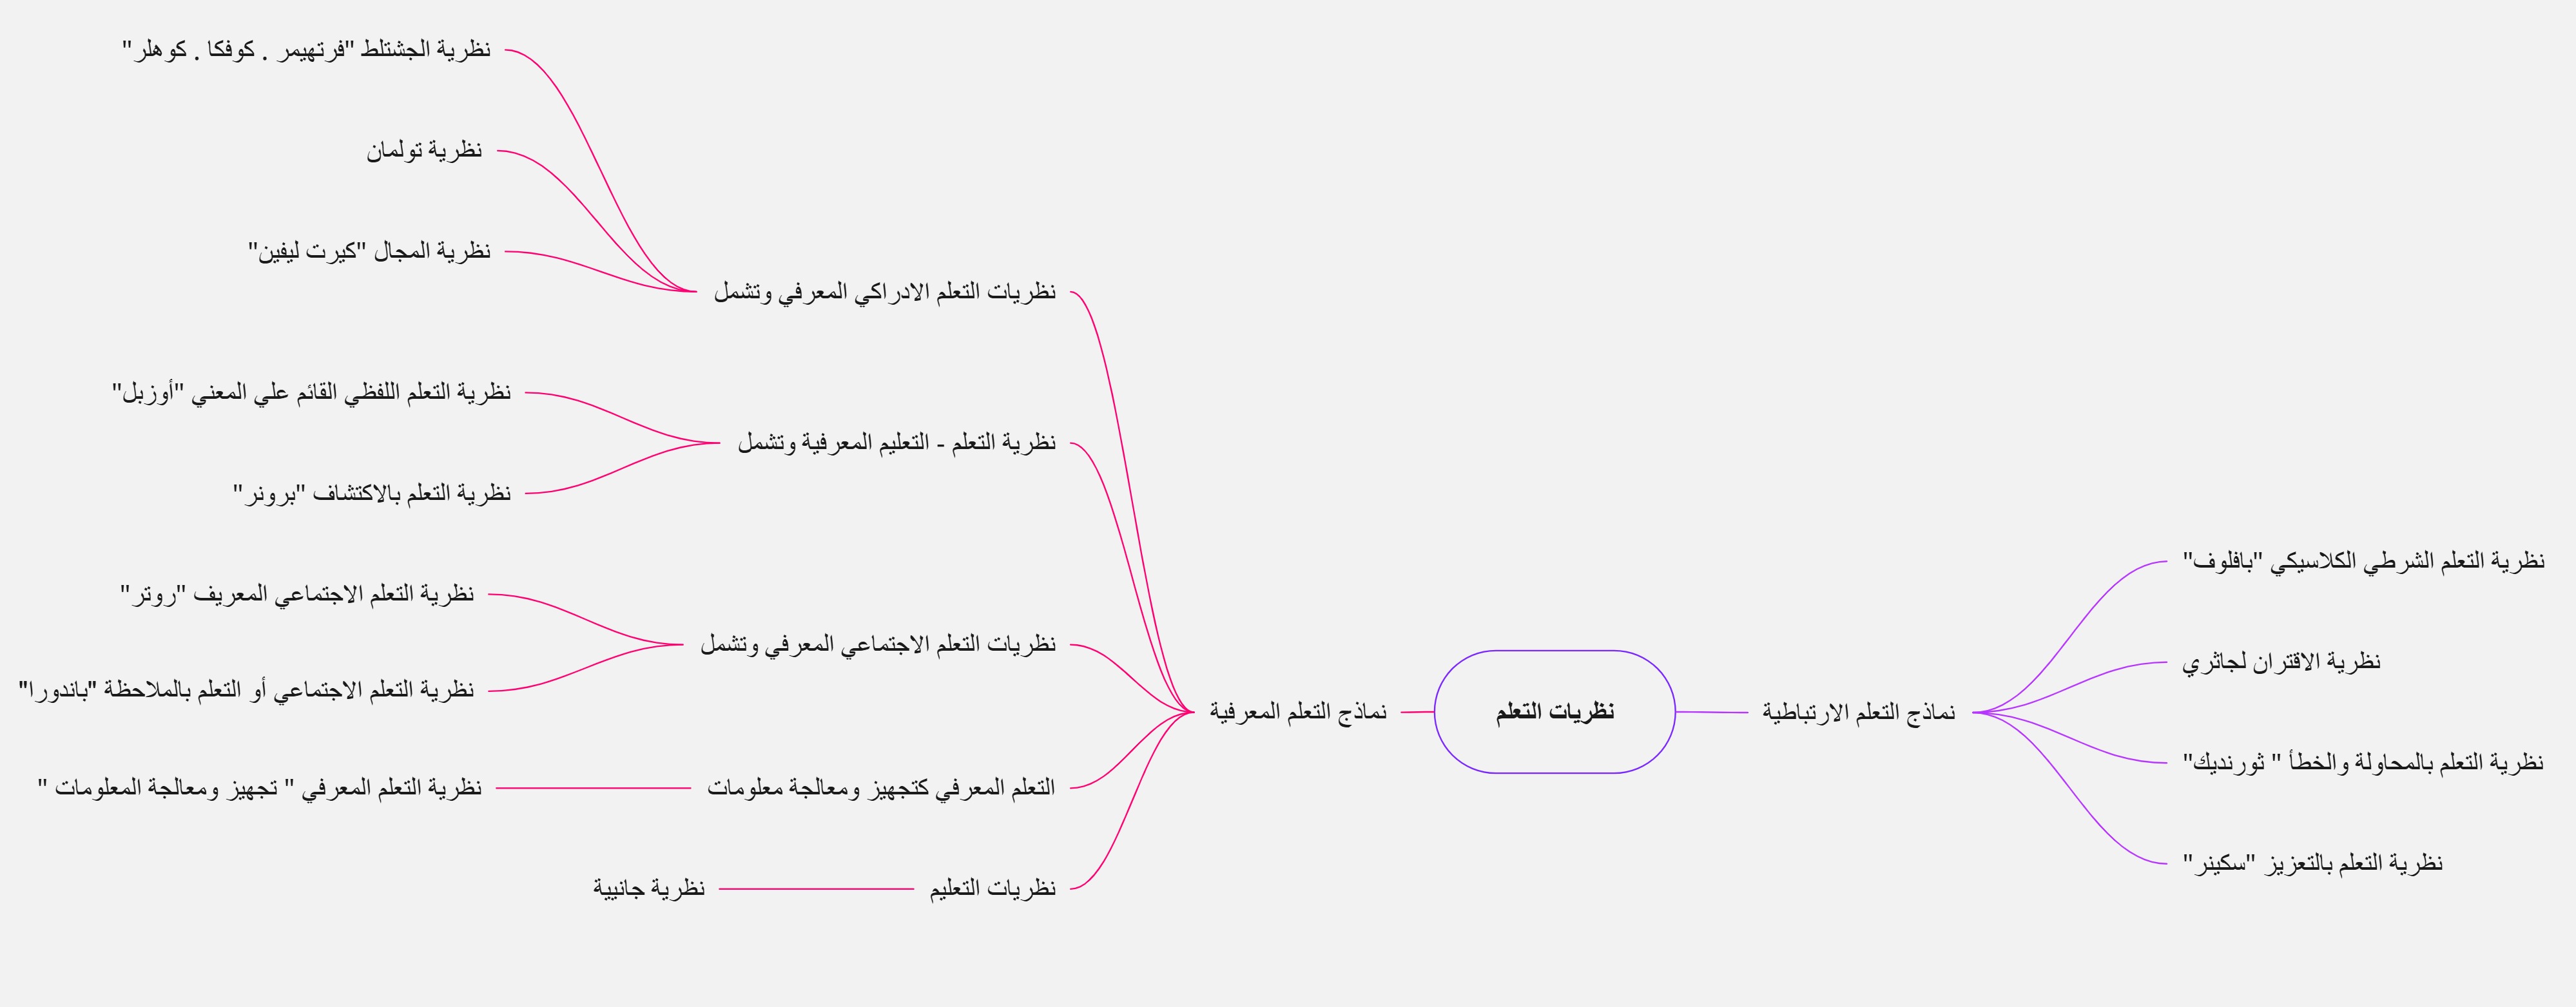 نظريات التعلم
نماذج التعلم الارتباطية
نظرية التعلم الشرطي الكلاسيكي "بافلوف"
نظرية الاقتران لجاثري
نظرية التعلم بالمحاولة والخطأ " ثورنديك"
نظرية التعلم بالتعزيز "سكينر"
نماذج التعلم المعرفية
نظريات التعلم الادراكي المعرفي وتشمل
نظرية الجشتلط "فرتهيمر . كوفكا . كوهلر"
نظرية تولمان
نظرية المجال "كيرت ليفين"
نظرية التعلم - التعليم المعرفية وتشمل
نظرية التعلم اللفظي القائم علي المعني "أوزبل"
نظرية التعلم بالاكتشاف "برونر"
نظريات التعلم الاجتماعي المعرفي وتشمل
نظرية التعلم الاجتماعي المعريف "روتر"
نظرية التعلم الاجتماعي أو التعلم بالملاحظة "باندورا"
التعلم المعرفي كتجهيز ومعالجة معلومات
نظرية التعلم المعرفي " تجهيز ومعالجة المعلومات "
نظريات التعليم
نظرية جانييية